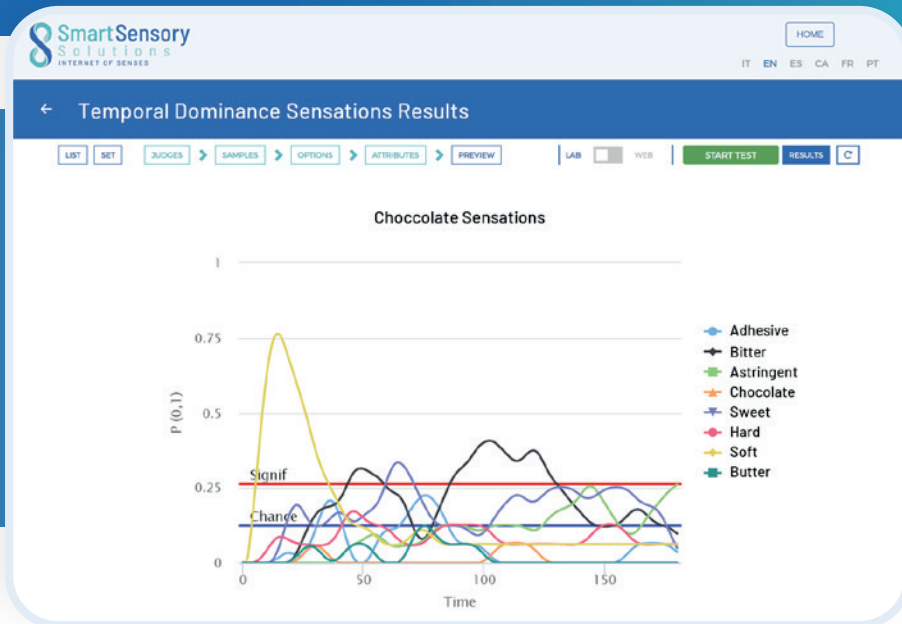 SmartSensory
Solutions
INTERNET OF SENSES
HOME
IT EN ES CA FR PT
← Temporal Dominance Sensations Results
LIST SET JUDGES > SAMPLES > OPTIONS > ATTRIBUTES > PREVIEW LAB WEB START TEST RESULTS C
Choccolate Sensations
1
0.75
0.5
0.25
0
P (0,1)
Signif
Chance
0 50 100 150
Time
Adhesive
Bitter
Astringent
Chocolate
Sweet
Hard
Soft
Butter